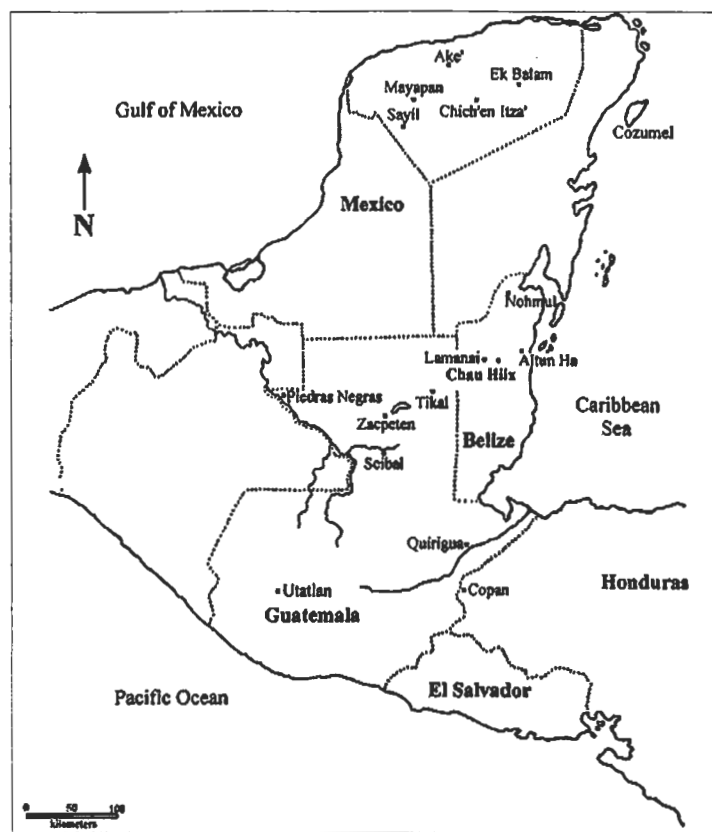 Ake'
Ek Balam
Mayapan
Gulf of Mexico
Sayil
Chich'en Itza'
Cozumel
N
Mexico
Nohmul
Lamanai
Altun Ha
Chau Hiix
Piedras Negras
Tikal
Caribbean
Sea
Zacpeten
Belize
Seibal
Quirigua
Honduras
Utatlan
Copan
Guatemala
El Salvador
Pacific Ocean
0 50 100
kilometers